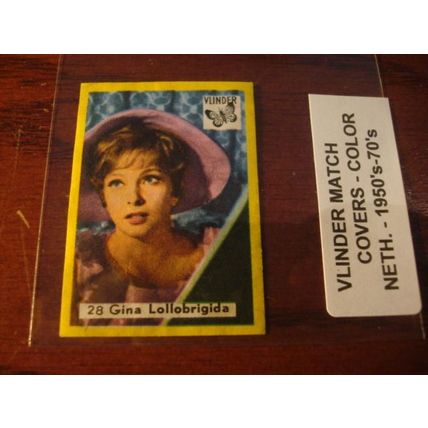 VLINDER
28 Gina Lollobrigida
VLINDER MATCH
COVERS - COLOR
NETH. - 1950's-70's